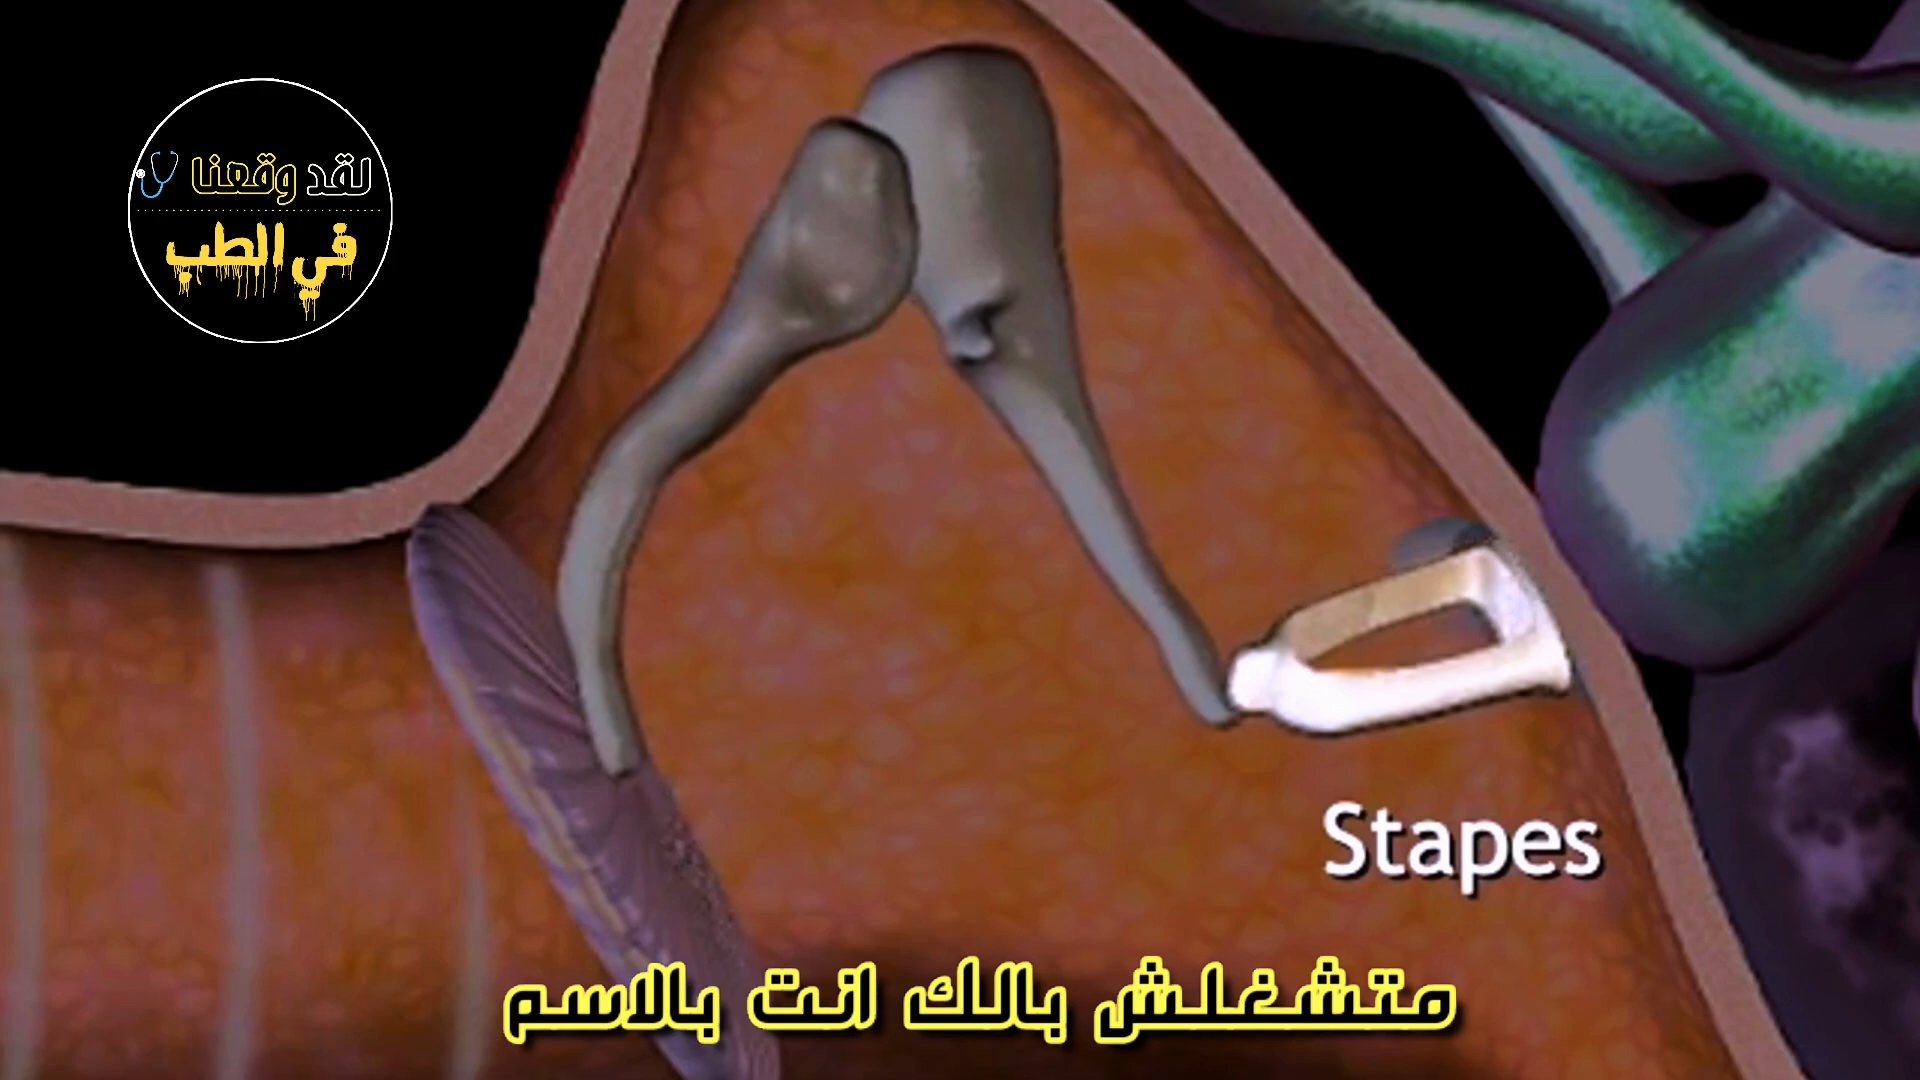 لقد وقعنا
في الطب
Stapes
متشغلش بالك انت بالاسم